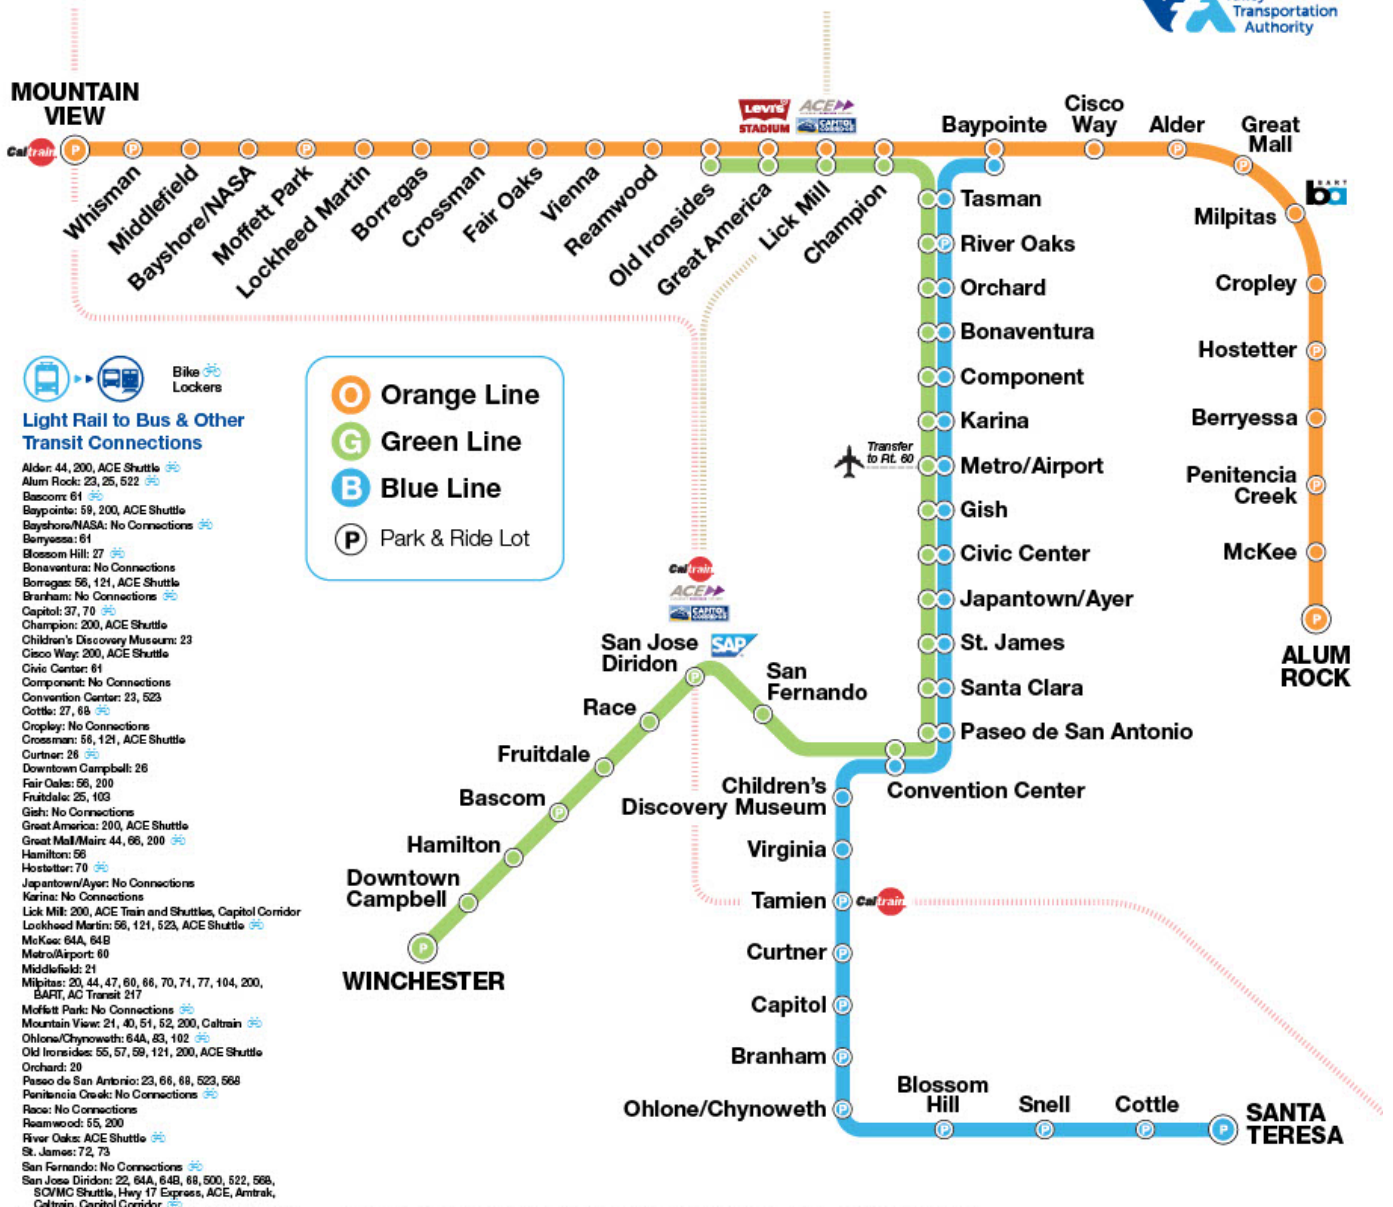 Transportation
Authority
MOUNTAIN
VIEW
Caltrain
P
Whisman
Middlefield
Bayshore/NASA
Moffett Park
Lockheed Martin
Borregas
Crossman
Fair Oaks
Vienna
Reamwood
Old Ironsides
Great America
Lick Mill
Champion
LEVI'S
STADIUM
ACE
CAPITOL
CORRIDOR
Baypointe
Cisco
Way
Alder
Great
Mall
BART
ba
Milpitas
Cropley
Hostetter
Berryessa
Penitencia
Creek
McKee
ALUM
ROCK
Tasman
River Oaks
Orchard
Bonaventura
Component
Karina
Transfer
to Rt. 60
Metro/Airport
Gish
Civic Center
Japantown/Ayer
St. James
Santa Clara
Paseo de San Antonio
Convention Center
Bike
Lockers
Light Rail to Bus & Other
Transit Connections
O Orange Line
G Green Line
B Blue Line
P Park & Ride Lot
Caltrain
ACE
CAPITOL
CORRIDOR
San Jose
Diridon
SAP
San
Fernando
Race
Fruitdale
Bascom
Hamilton
Downtown
Campbell
WINCHESTER
Children's
Discovery Museum
Virginia
Tamien
Caltrain
Curtner
Capitol
Branham
Ohlone/Chynoweth
Blossom
Hill
Snell
Cottle
SANTA
TERESA
Alder: 44, 200, ACE Shuttle
Alum Rock: 23, 25, 522
Bascom: 61
Baypointe: 59, 200, ACE Shuttle
Bayshore/NASA: No Connections
Berryessa: 61
Blossom Hill: 27
Bonaventura: No Connections
Borregas: 56, 121, ACE Shuttle
Branham: No Connections
Capitol: 37, 70
Champion: 200, ACE Shuttle
Children's Discovery Museum: 23
Cisco Way: 200, ACE Shuttle
Civic Center: 61
Component: No Connections
Convention Center: 23, 523
Cottle: 27, 68
Cropley: No Connections
Crossman: 56, 121, ACE Shuttle
Curtner: 26
Downtown Campbell: 26
Fair Oaks: 56, 200
Fruitdale: 25, 103
Gish: No Connections
Great America: 200, ACE Shuttle
Great Mall/Main: 44, 66, 200
Hamilton: 56
Hostetter: 70
Japantown/Ayer: No Connections
Karina: No Connections
Lick Mill: 200, ACE Train and Shuttles, Capitol Corridor
Lockheed Martin: 56, 121, 523, ACE Shuttle
McKee: 64A, 64B
Metro/Airport: 60
Middlefield: 21
Milpitas: 20, 44, 47, 60, 66, 70, 71, 77, 104, 200,
BART, AC Transit 217
Moffett Park: No Connections
Mountain View: 21, 40, 51, 52, 200, Caltrain
Ohlone/Chynoweth: 64A, 83, 102
Old Ironsides: 55, 57, 59, 121, 200, ACE Shuttle
Orchard: 20
Paseo de San Antonio: 23, 66, 68, 523, 568
Penitencia Creek: No Connections
Race: No Connections
Reamwood: 55, 200
River Oaks: ACE Shuttle
St. James: 72, 73
San Fernando: No Connections
San Jose Diridon: 22, 64A, 64B, 68, 500, 522, 568,
SCVMC Shuttle, Hwy 17 Express, ACE, Amtrak,
Caltrain, Capitol Corridor